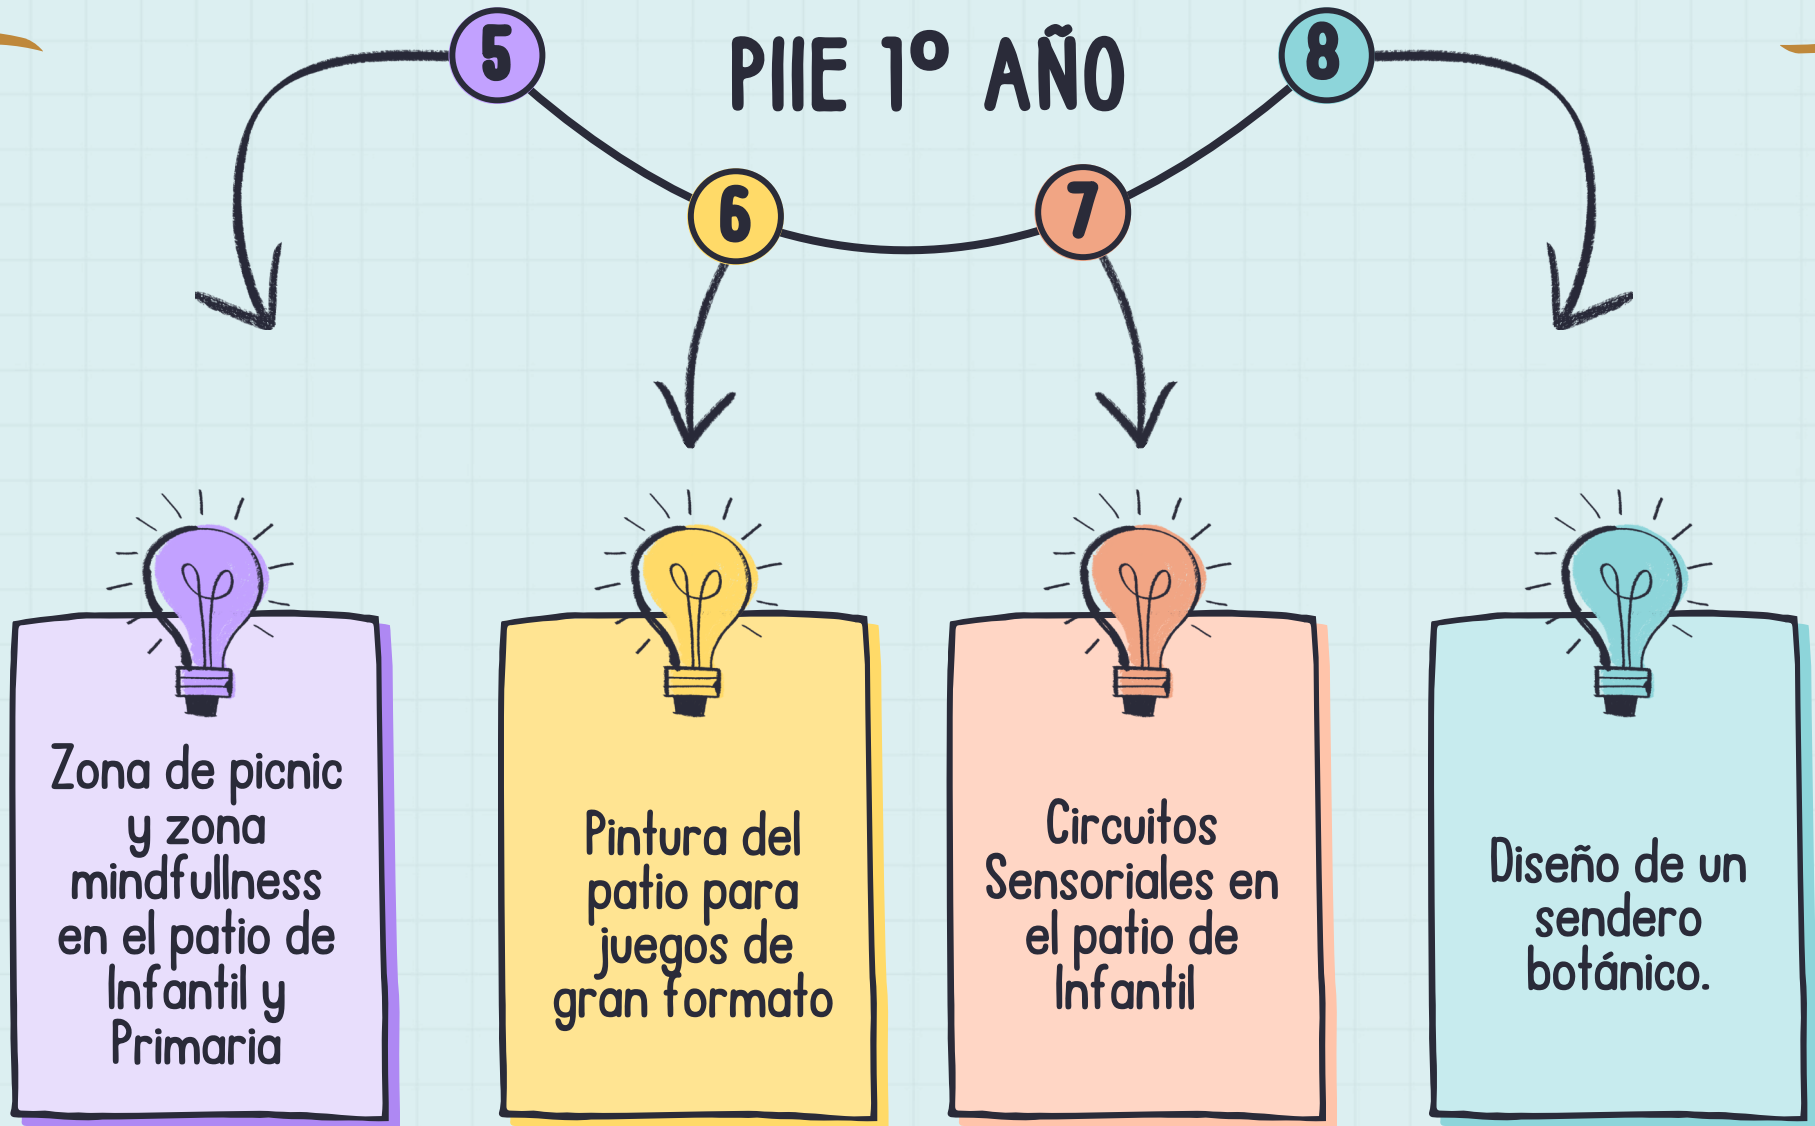 PIIE 1º AÑO
5
6
7
8
Zona de picnic
y zona
mindfullness
en el patio de
Infantil y
Primaria
Pintura del
patio para
juegos de
gran formato
Circuitos
Sensoriales en
el patio de
Infantil
Diseño de un
sendero
botánico.